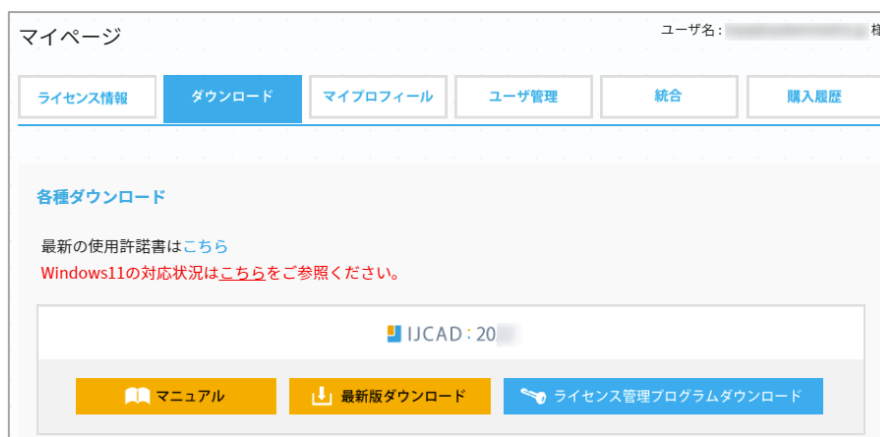 マイページ
ユーザ名: 様
ライセンス情報 ダウンロード マイプロフィール ユーザ管理 統合 購入履歴
各種ダウンロード
最新の使用許諾書はこちら
Windows11の対応状況はこちらをご参照ください。
IJCAD:20
マニュアル 最新版ダウンロード ライセンス管理プログラムダウンロード